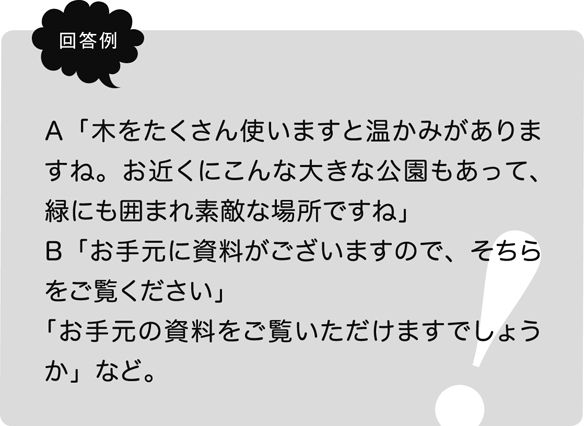 回答例
A「木をたくさん使いますと温かみがありま
すね。お近くにこんな大きな公園もあって、
緑にも囲まれ素敵な場所ですね」
B「お手元に資料がございますので、そちら
をご覧ください」
「お手元の資料をご覧いただけますでしょう
か」など。